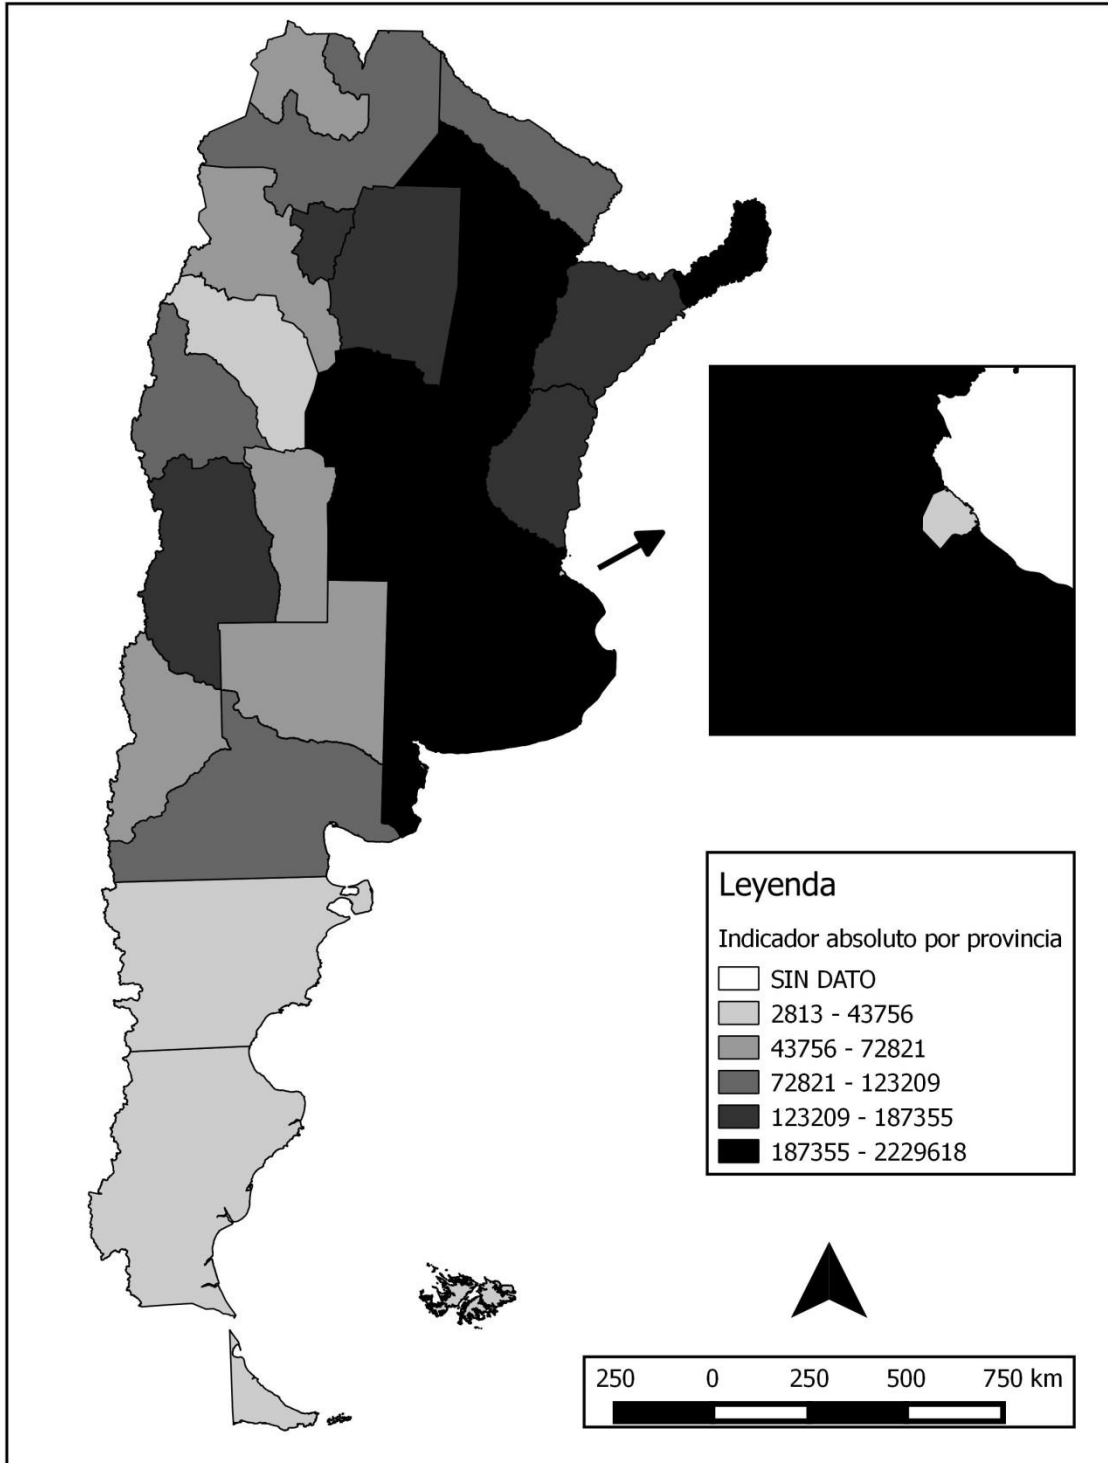 Leyenda
Indicador absoluto por provincia
SIN DATO
2813 - 43756
43756 - 72821
72821 - 123209
123209 - 187355
187355 - 2229618
250 0 250 500 750 km